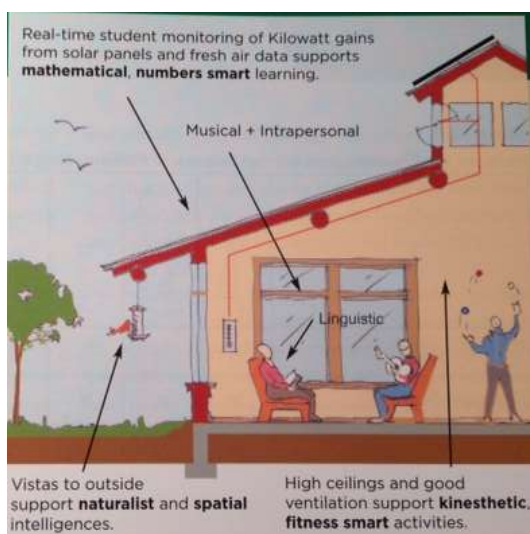 Real-time student monitoring of Kilowatt gains
from solar panels and fresh air data supports
mathematical, numbers smart learning.
Musical + Intrapersonal
Linguistic
Vistas to outside
support naturalist and spatial
intelligences.
High ceilings and good
ventilation support kinesthetic,
fitness smart activities.